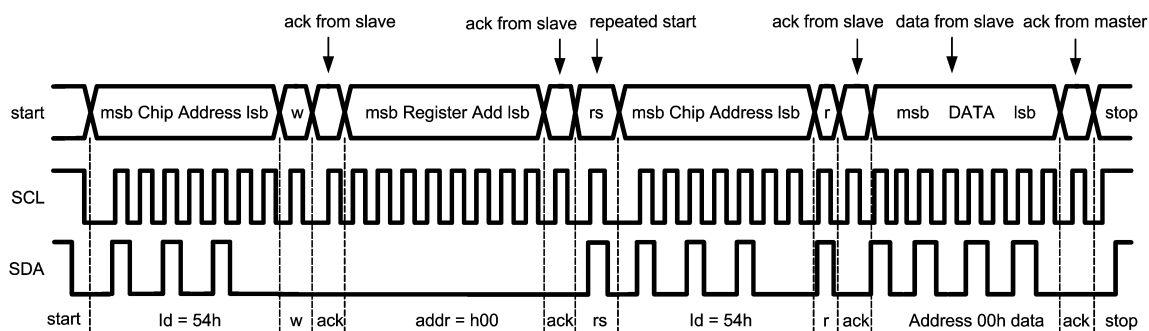 ack from slave ack from slave repeated start ack from slave data from slave ack from master
start msb Chip Address lsb w msb Register Add lsb rs msb Chip Address lsb r msb DATA lsb stop
SCL
SDA
start Id = 54h w ack addr = h00 ack rs Id = 54h r ack Address 00h data ack stop